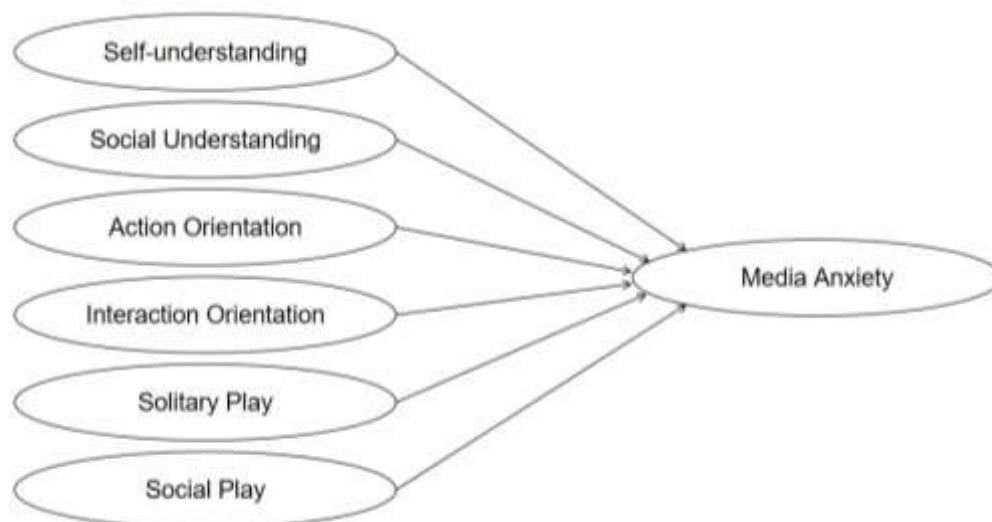 Self-understanding
Social Understanding
Action Orientation
Media Anxiety
Interaction Orientation
Solitary Play
Social Play